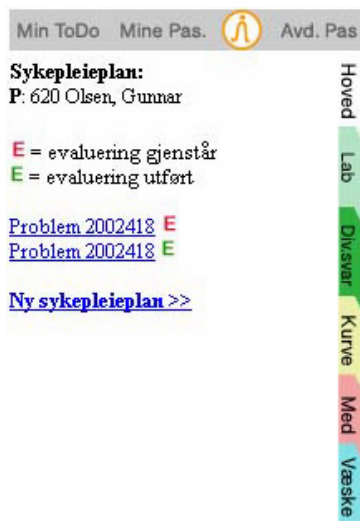 Min ToDo Mine Pas. Avd. Pas
Sykepleieplan:
P: 620 Olsen, Gunnar
E = evaluering gjenstår
E = evaluering utført
Problem 2002418 E
Problem 2002418 E
Ny sykepleieplan >>
Hoved
Lab
Div.svar
Kurve
Med
Væske